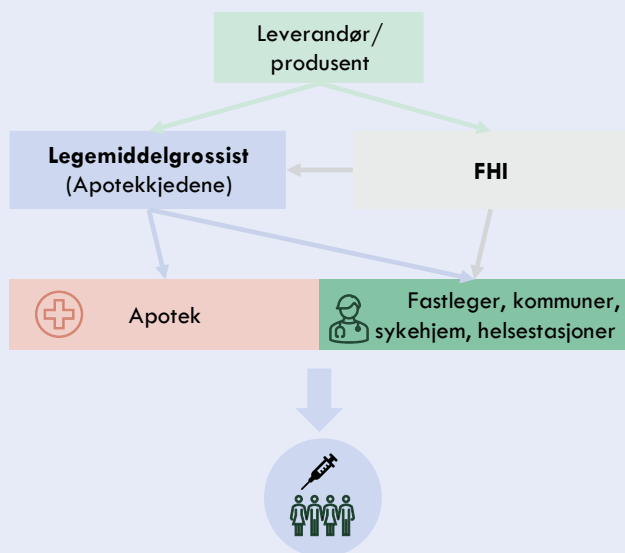 Leverandør/
produsent
Legemiddelgrossist
(Apotekkjedene)
FHI
Apotek
Fastleger, kommuner,
sykehjem, helsestasjoner